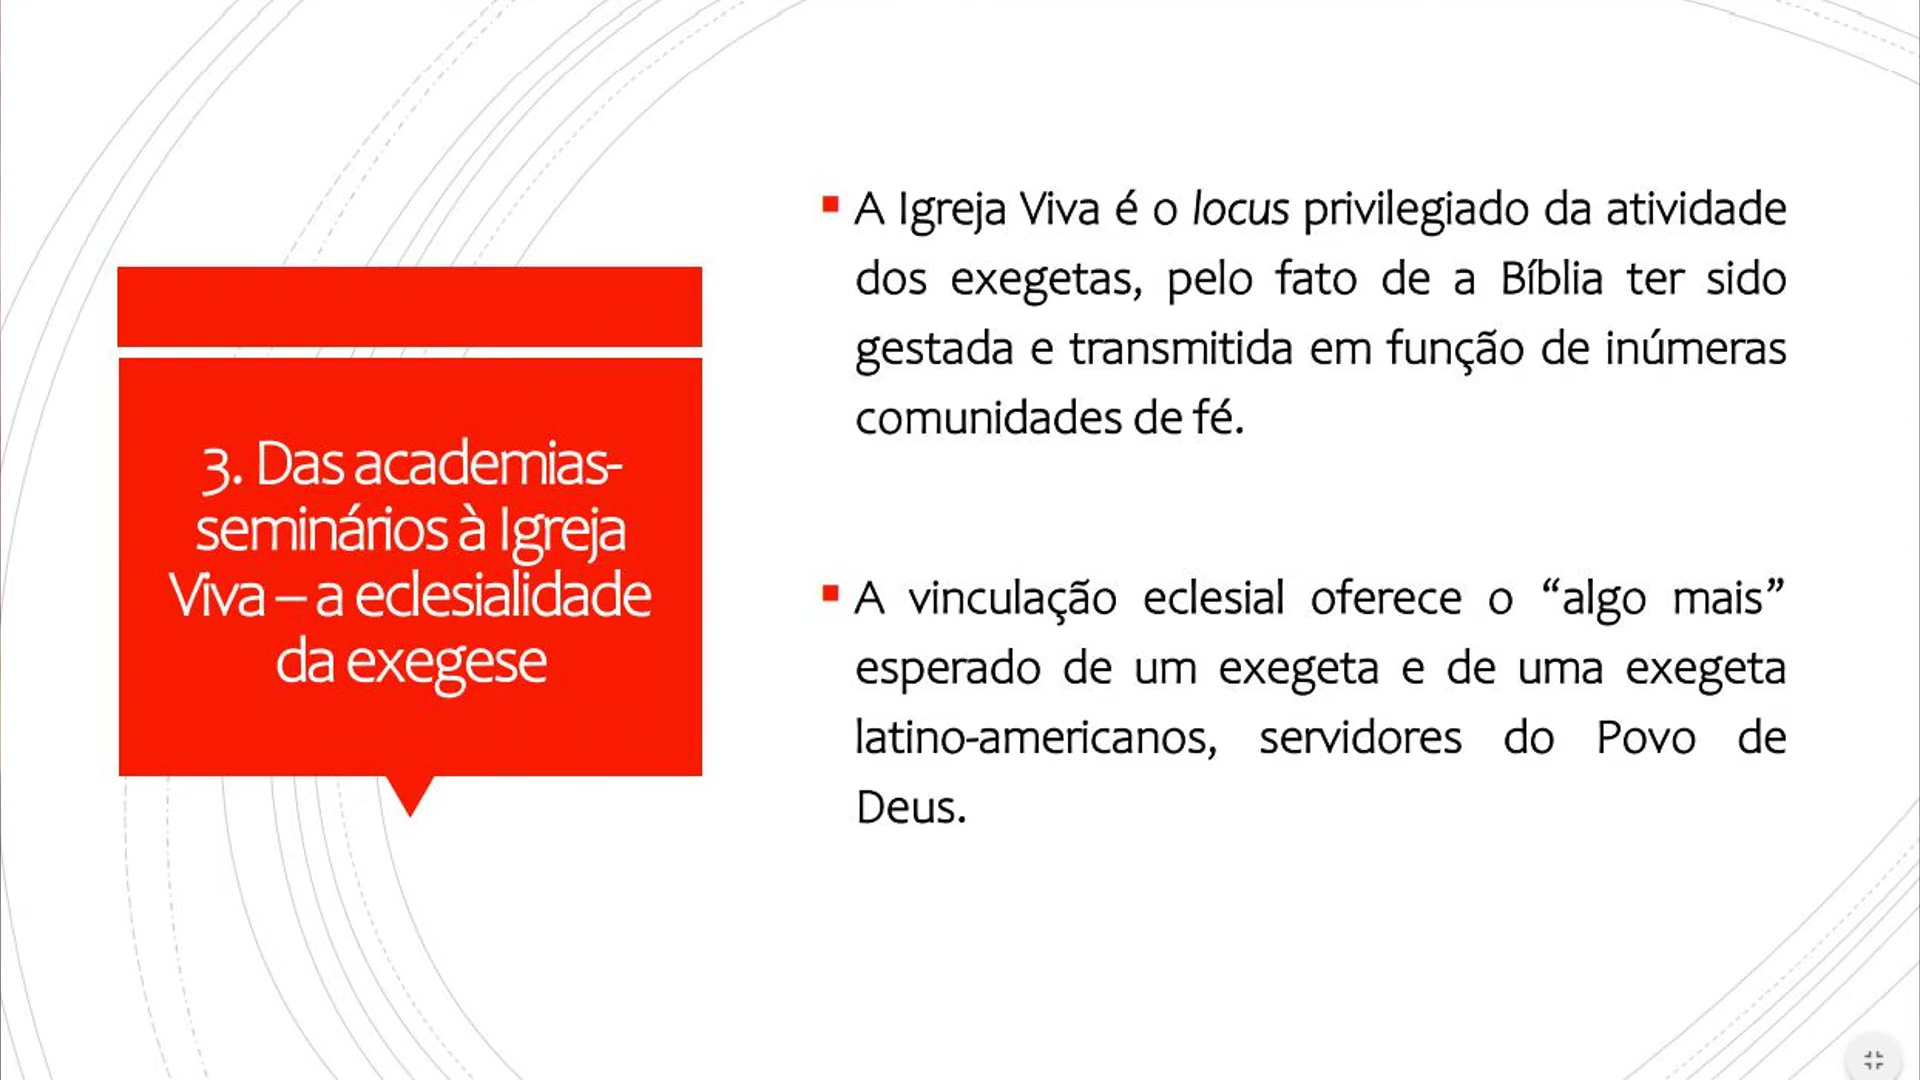 3. Das academias-
seminários à Igreja
Viva – a eclesialidade
da exegese
A Igreja Viva é o locus privilegiado da atividade
dos exegetas, pelo fato de a Bíblia ter sido
gestada e transmitida em função de inúmeras
comunidades de fé.
A vinculação eclesial oferece o “algo mais”
esperado de um exegeta e de uma exegeta
latino-americanos, servidores do Povo de
Deus.